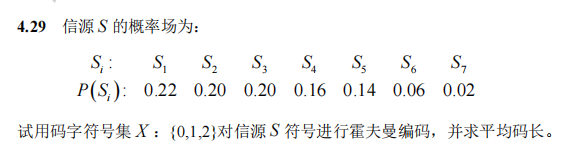 4.29 信源 S 的概率场为：
Sᵢ： S₁ S₂ S₃ S₄ S₅ S₆ S₇
P(Sᵢ)： 0.22 0.20 0.20 0.16 0.14 0.06 0.02
试用码字符号集 X：{0,1,2}对信源 S 符号进行霍夫曼编码，并求平均码长。